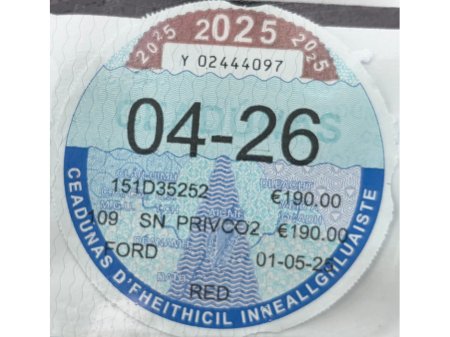 2025 2025 2025
Y 02444097
04-26
151D35252 €190.00
109 SN PRIVCO2 €190.00
FORD 01-05-25
RED
CEADUNAS D'FHEITHICIL INNEALLGHLUAISTE